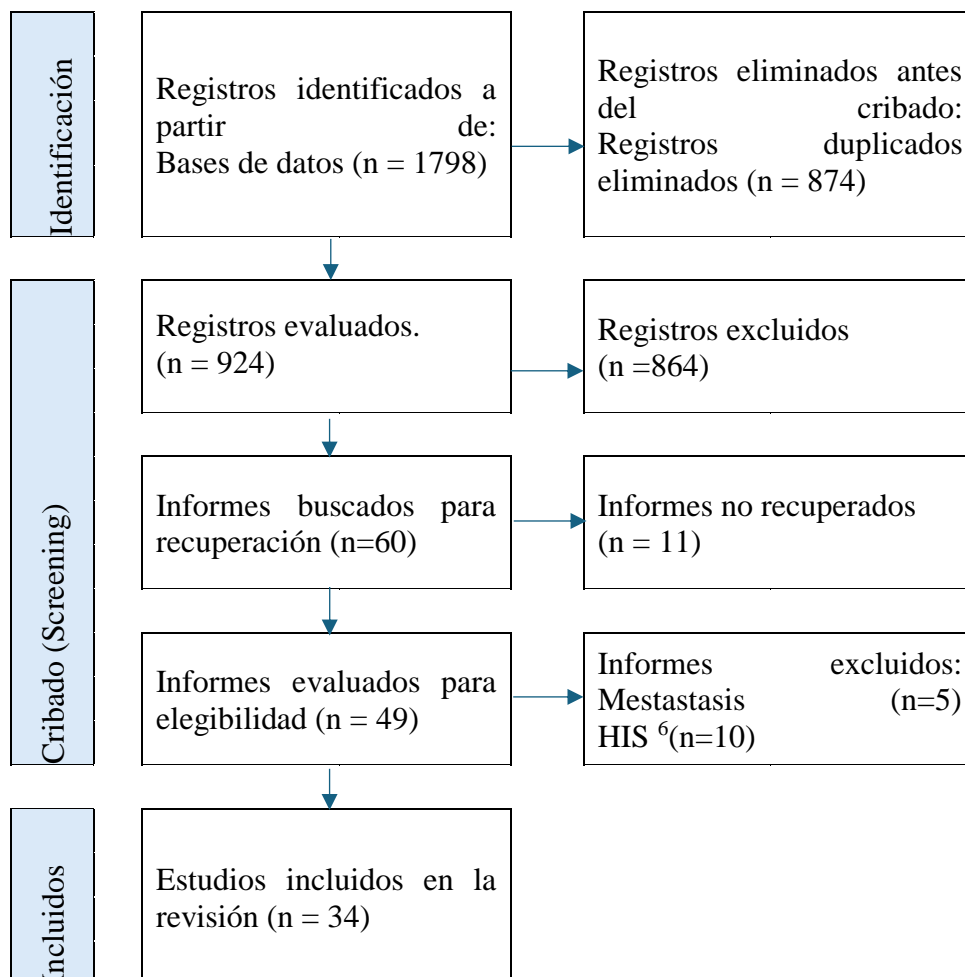 Identificación
Registros identificados a
partir de:
Bases de datos (n = 1798)
Registros eliminados antes
del cribado:
Registros duplicados
eliminados (n = 874)
Cribado (Screening)
Registros evaluados.
(n = 924)
Registros excluidos
(n =864)
Informes buscados para
recuperación (n=60)
Informes no recuperados
(n = 11)
Informes evaluados para
elegibilidad (n = 49)
Informes excluidos:
Mestastasis (n=5)
HIS ⁶(n=10)
Incluidos
Estudios incluidos en la
revisión (n = 34)